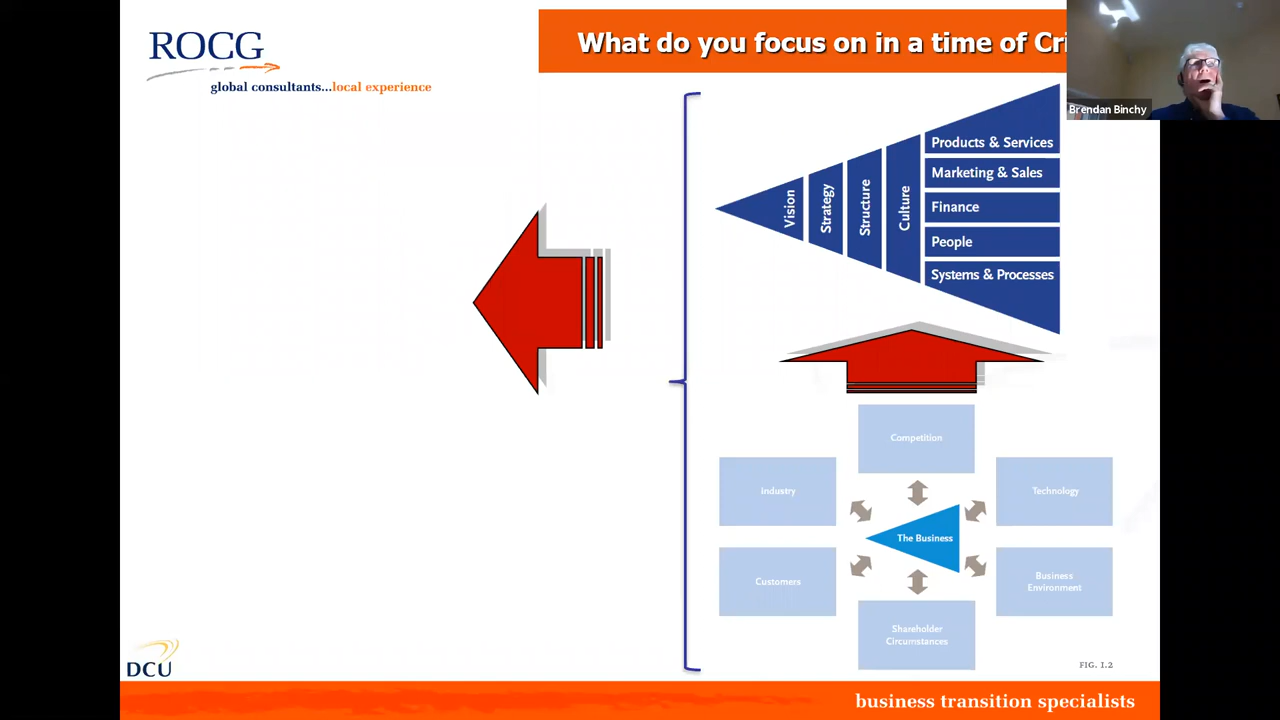 ROCG
global consultants...local experience
What do you focus on in a time of
Brendan Binchy
Vision
Strategy
Structure
Culture
Products & Services
Marketing & Sales
Finance
People
Systems & Processes
Competition
Industry
Technology
The Business
Customers
Business
Environment
Shareholder
Circumstances
FIG. 1.2
DCU
business transition specialists